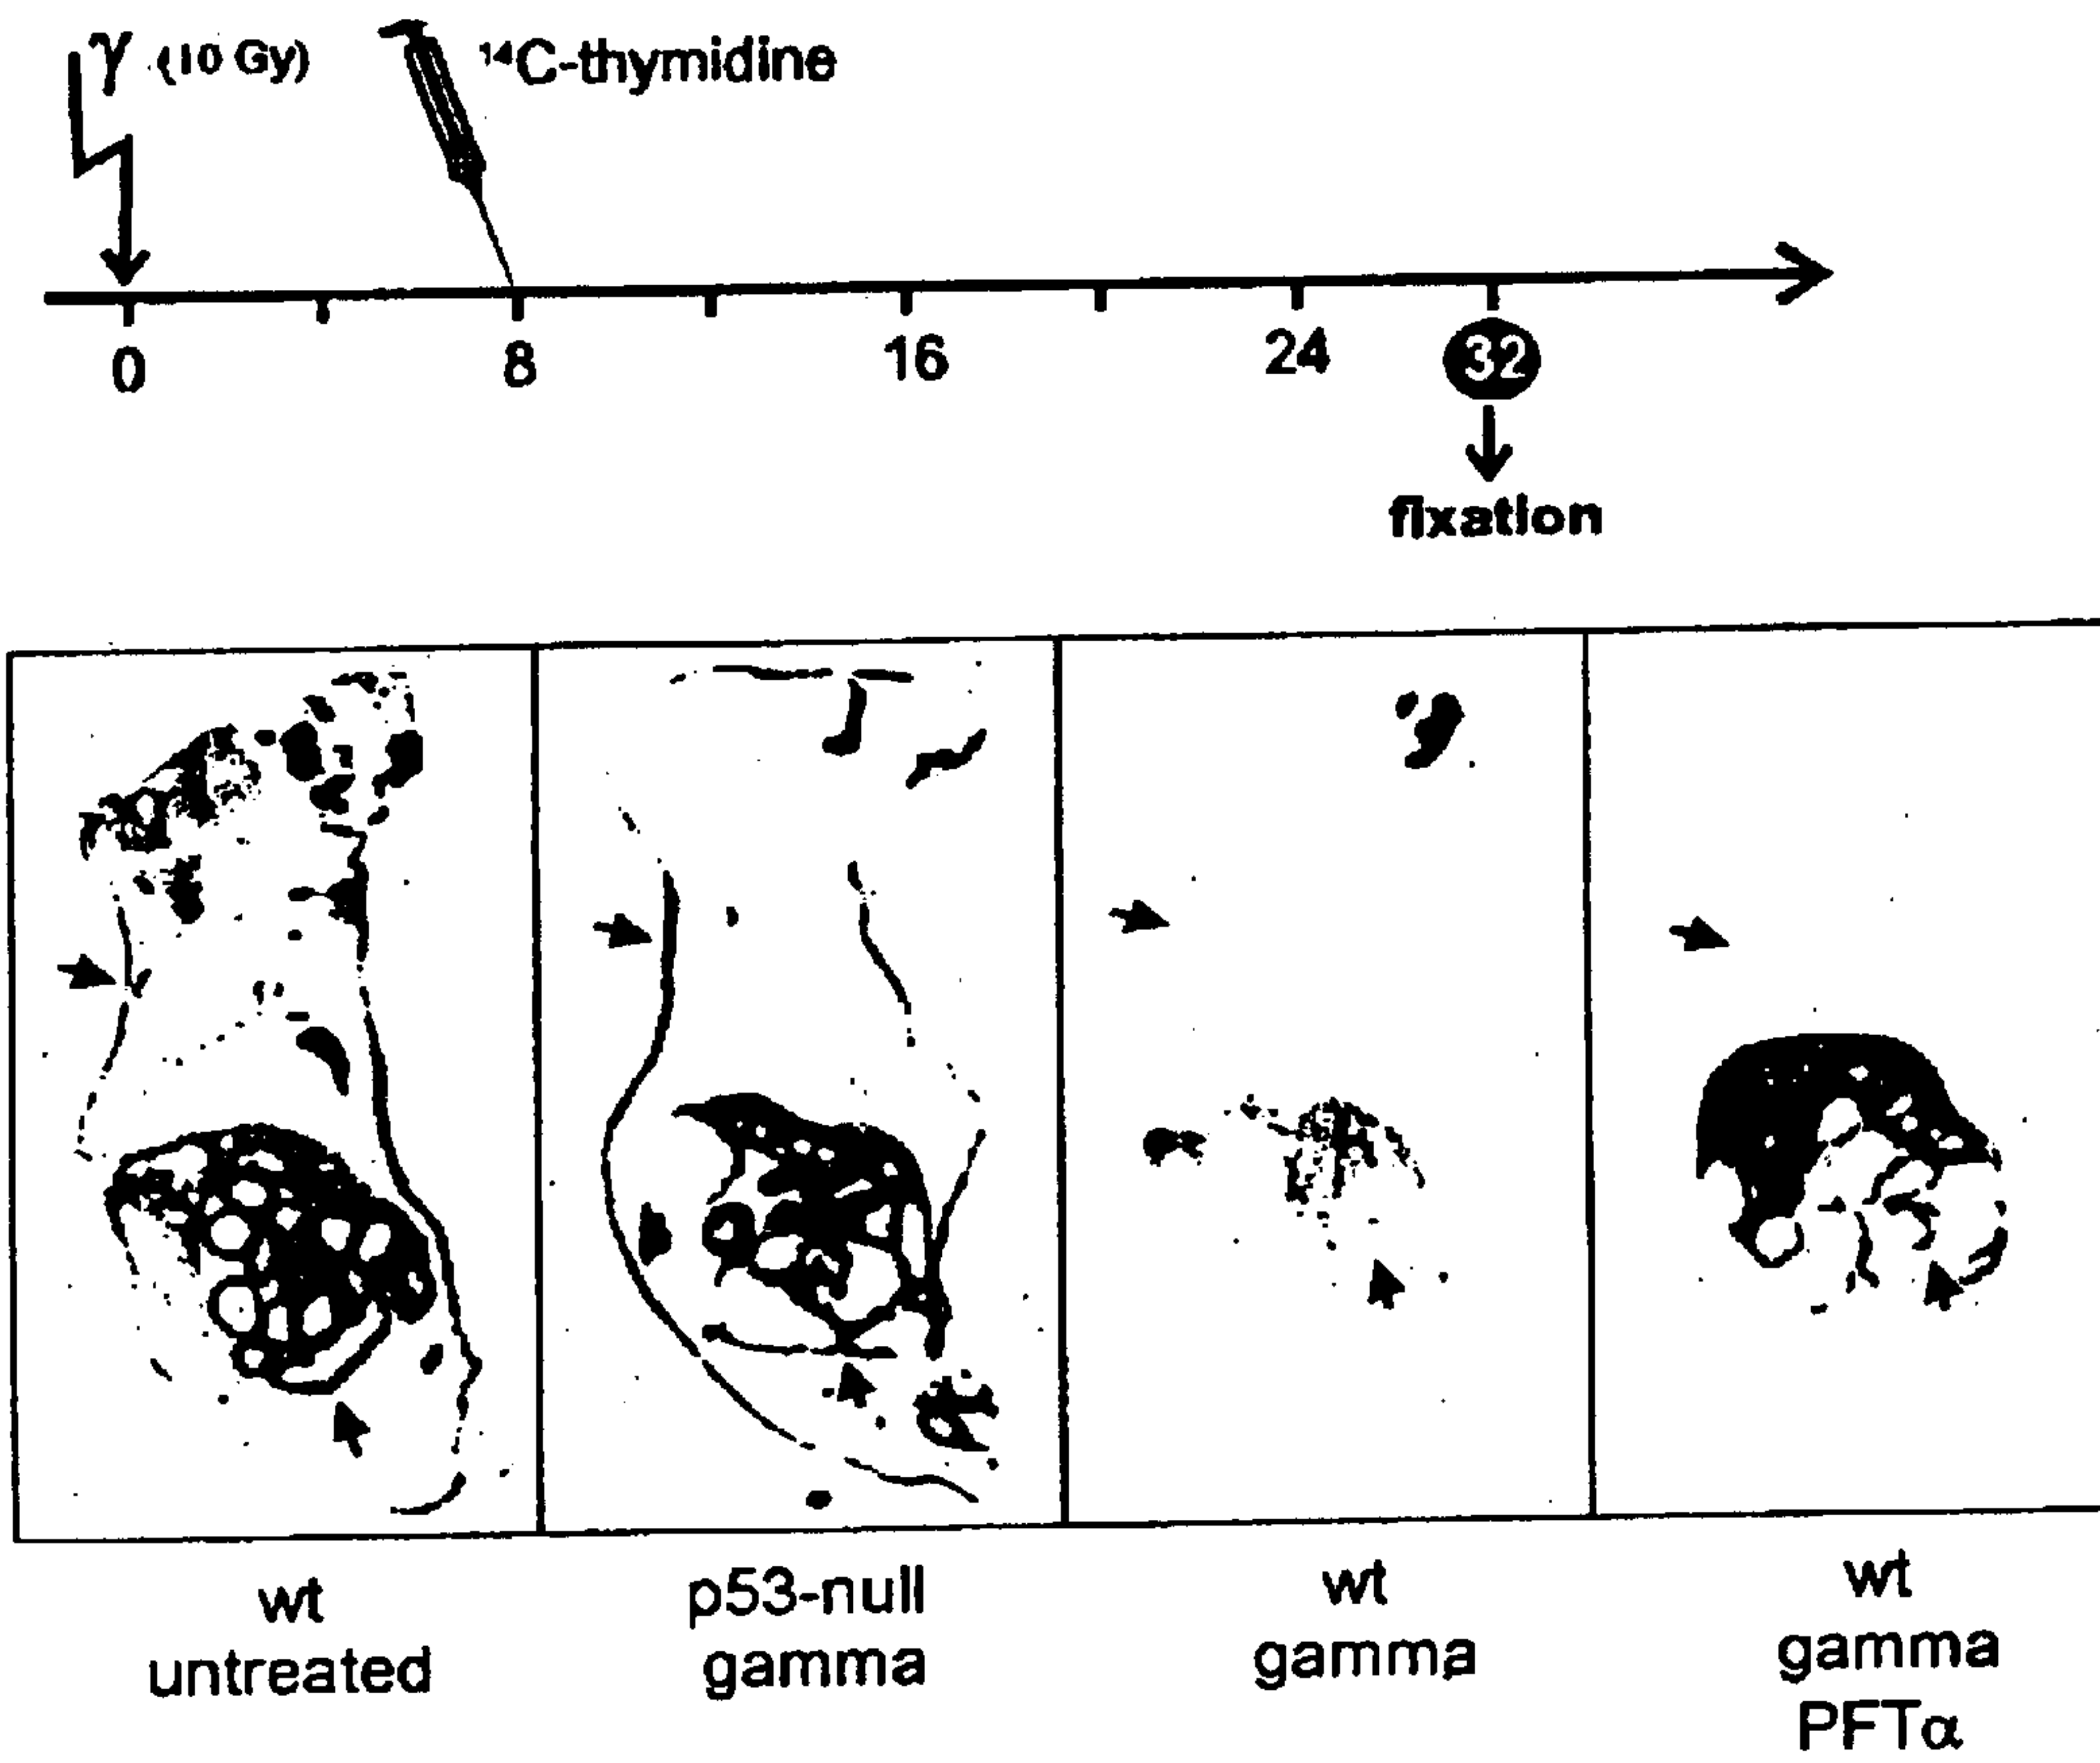 γ (10 Gy)
¹⁴C-thymidine
0 8 16 24 32
fixation
wt untreated
p53-null gamma
wt gamma
wt gamma PFTα